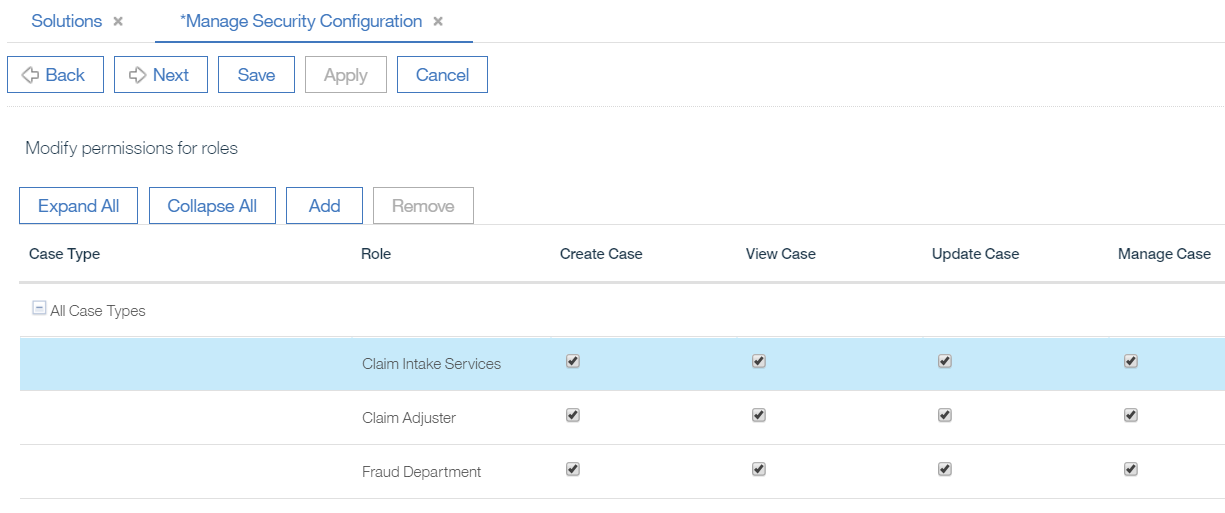 Solutions × *Manage Security Configuration ×
Back Next Save Apply Cancel
Modify permissions for roles
Expand All Collapse All Add Remove
Case Type Role Create Case View Case Update Case Manage Case
All Case Types
Claim Intake Services
Claim Adjuster
Fraud Department